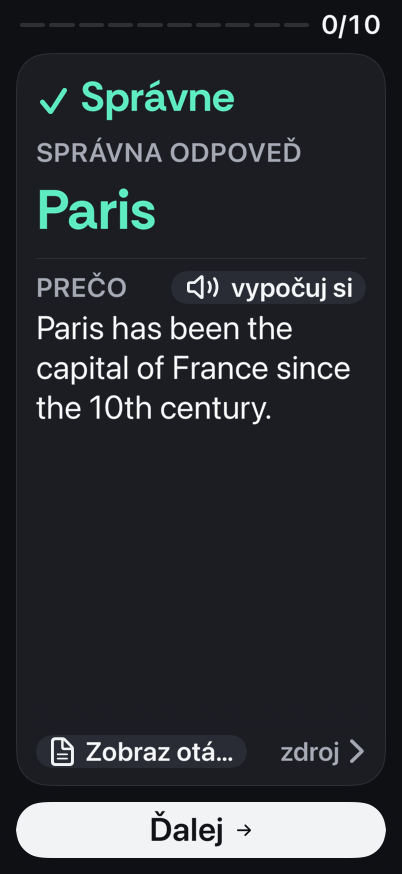 0/10
Správne
SPRÁVNA ODPOVEĎ
Paris
PREČO
vypočuj si
Paris has been the
capital of France since
the 10th century.
Zobraz otá…
zdroj
Ďalej →